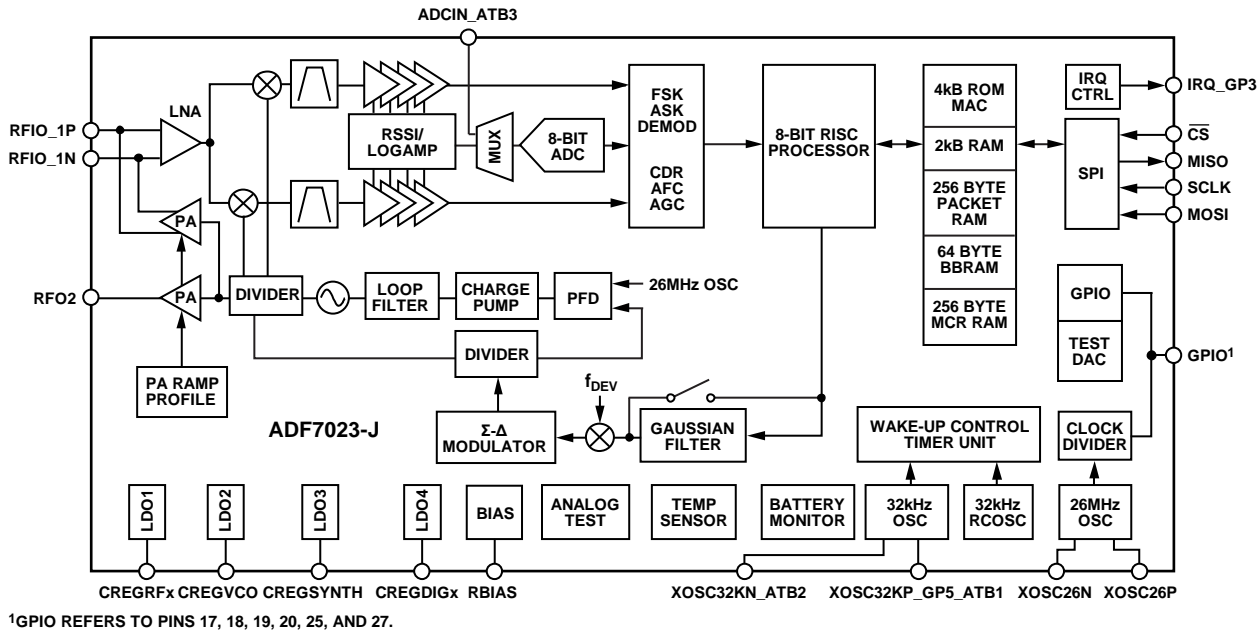 ADCIN_ATB3
LNA
RFIO_1P
RFIO_1N
RSSI/
LOGAMP
MUX
8-BIT
ADC
FSK
ASK
DEMOD
CDR
AFC
AGC
8-BIT RISC
PROCESSOR
4kB ROM
MAC
2kB RAM
256 BYTE
PACKET
RAM
64 BYTE
BBRAM
256 BYTE
MCR RAM
IRQ
CTRL
IRQ_GP3
SPI
CS
MISO
SCLK
MOSI
PA
PA
RFO2
DIVIDER
LOOP
FILTER
CHARGE
PUMP
PFD
26MHz OSC
DIVIDER
GPIO
TEST
DAC
GPIO¹
PA RAMP
PROFILE
fDEV
ADF7023-J
Σ-Δ
MODULATOR
GAUSSIAN
FILTER
WAKE-UP CONTROL
TIMER UNIT
CLOCK
DIVIDER
LDO1
LDO2
LDO3
LDO4
BIAS
ANALOG
TEST
TEMP
SENSOR
BATTERY
MONITOR
32kHz
OSC
32kHz
RCOSC
26MHz
OSC
CREGRFx
CREGVCO
CREGSYNTH
CREGDIGx
RBIAS
XOSC32KN_ATB2
XOSC32KP_GP5_ATB1
XOSC26N
XOSC26P
¹GPIO REFERS TO PINS 17, 18, 19, 20, 25, AND 27.